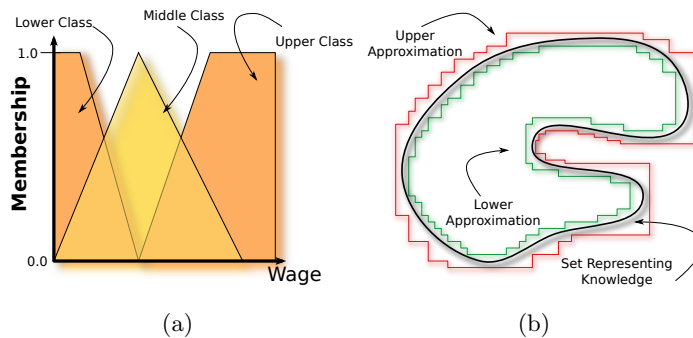 Lower Class
Middle Class
Upper Class
1.0
Membership
0.0
Wage
(a)
Upper
Approximation
Lower
Approximation
Set Representing
Knowledge
(b)